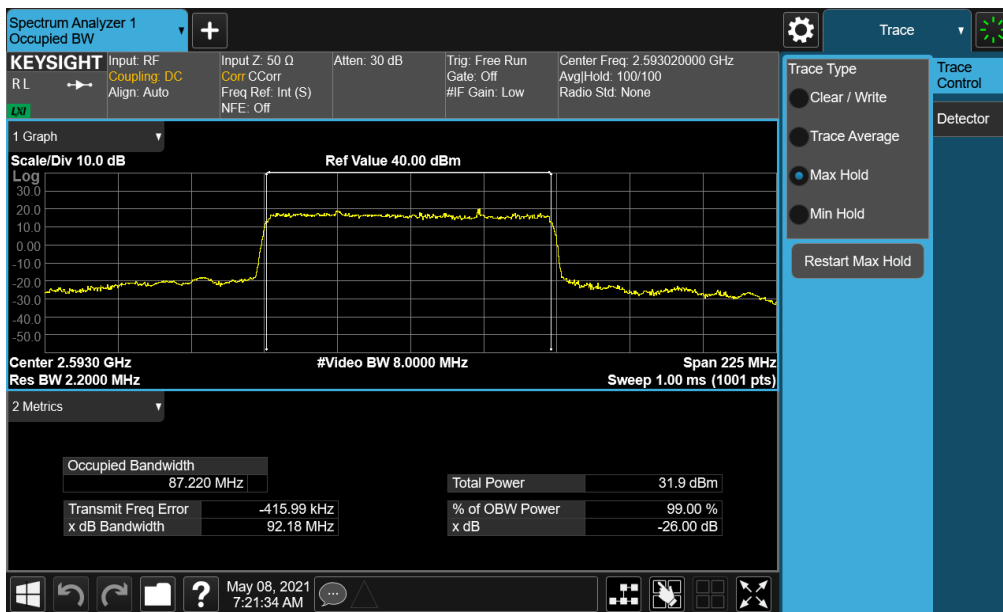 Spectrum Analyzer 1
Occupied BW
Trace
KEYSIGHT Input: RF Input Z: 50 Ω Atten: 30 dB Trig: Free Run Center Freq: 2.593020000 GHz
RL Coupling: DC Corr CCorr Gate: Off Avg|Hold: 100/100
Align: Auto Freq Ref: Int (S) #IF Gain: Low Radio Std: None
NFE: Off
LXI
Trace Type
Clear / Write
Trace Average
Max Hold
Min Hold
Restart Max Hold
Trace
Control
Detector
1 Graph
Scale/Div 10.0 dB Ref Value 40.00 dBm
Log
30.0
20.0
10.0
0.00
-10.0
-20.0
-30.0
-40.0
-50.0
Center 2.5930 GHz #Video BW 8.0000 MHz Span 225 MHz
Res BW 2.2000 MHz Sweep 1.00 ms (1001 pts)
2 Metrics
Occupied Bandwidth
87.220 MHz Total Power 31.9 dBm
Transmit Freq Error -415.99 kHz % of OBW Power 99.00 %
x dB Bandwidth 92.18 MHz x dB -26.00 dB
May 08, 2021
7:21:34 AM